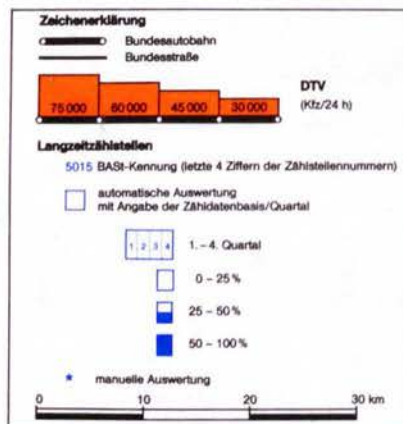 Zeichenerklärung
Bundesautobahn
Bundesstraße
75 000 60 000 45 000 30 000
DTV
(Kfz/24 h)
Langzeitzählstellen
5015 BASt-Kennung (letzte 4 Ziffern der Zählstellennummern)
automatische Auswertung
mit Angabe der Zähldatenbasis/Quartal
1 2 3 4 1.–4. Quartal
0 – 25 %
25 – 50 %
50 – 100 %
* manuelle Auswertung
0 10 20 30 km